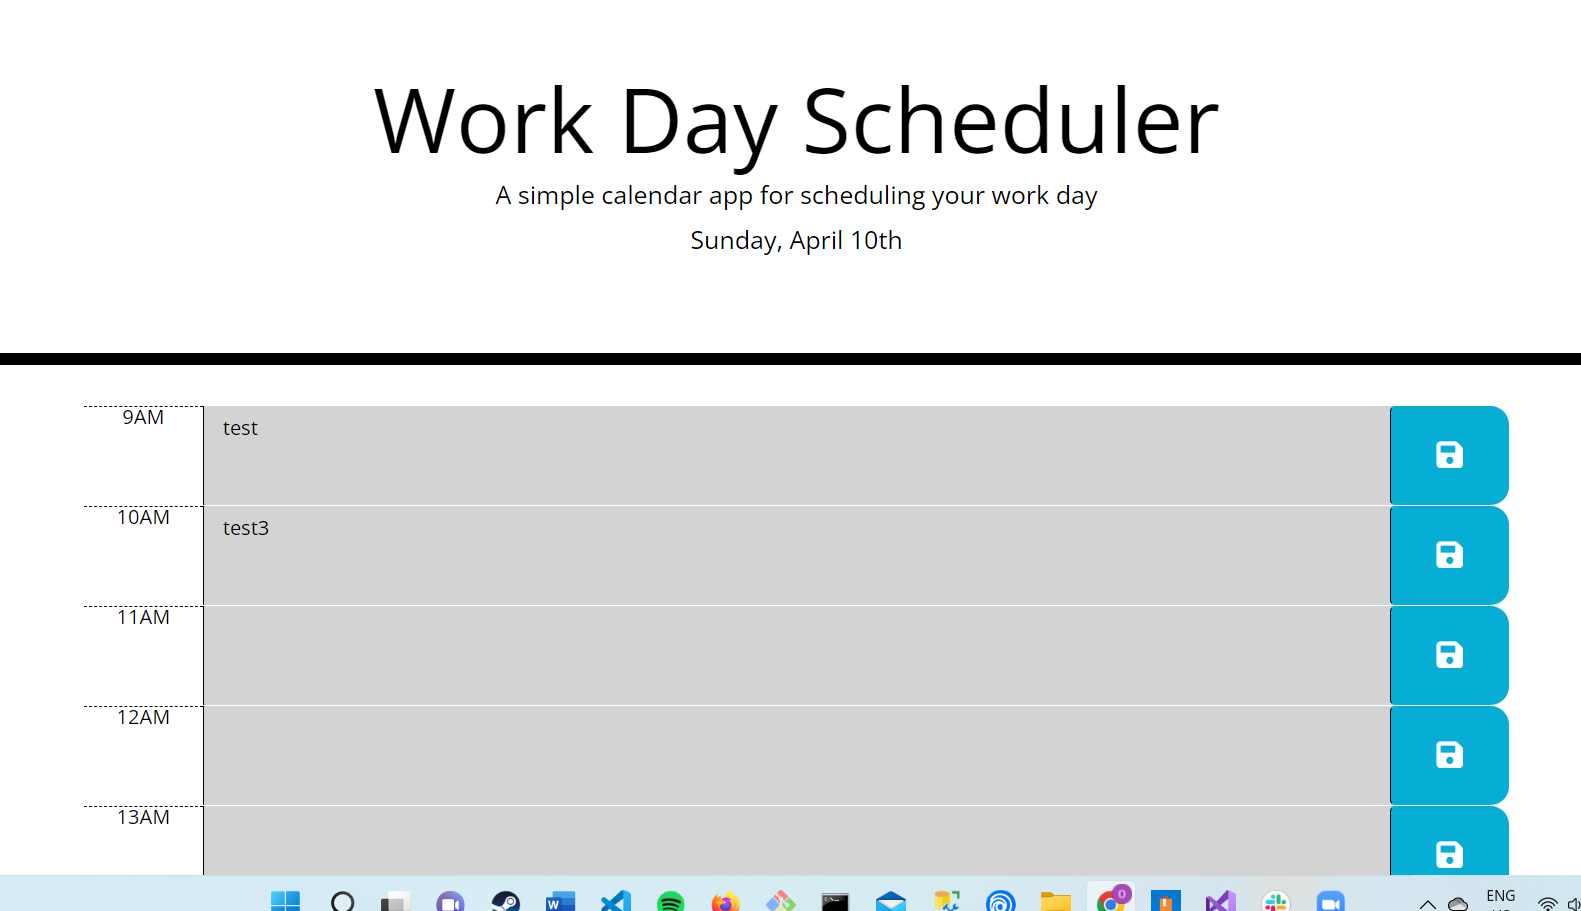 Work Day Scheduler
A simple calendar app for scheduling your work day
Sunday, April 10th
9AM
test
10AM
test3
11AM
12AM
13AM
ENG